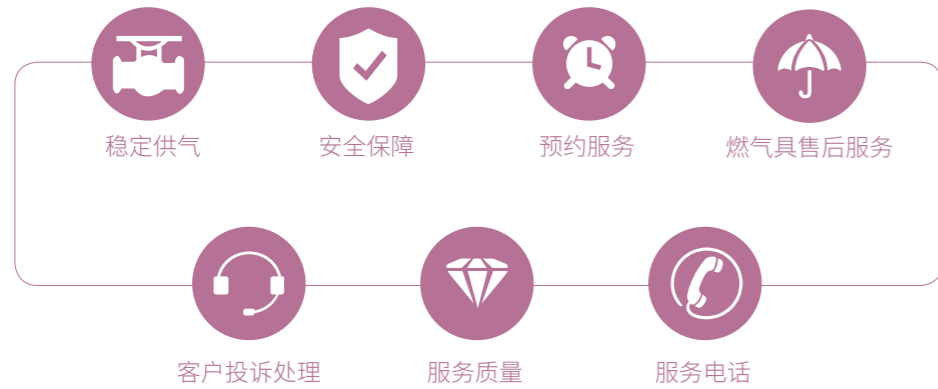 稳定供气
安全保障
预约服务
燃气具售后服务
客户投诉处理
服务质量
服务电话